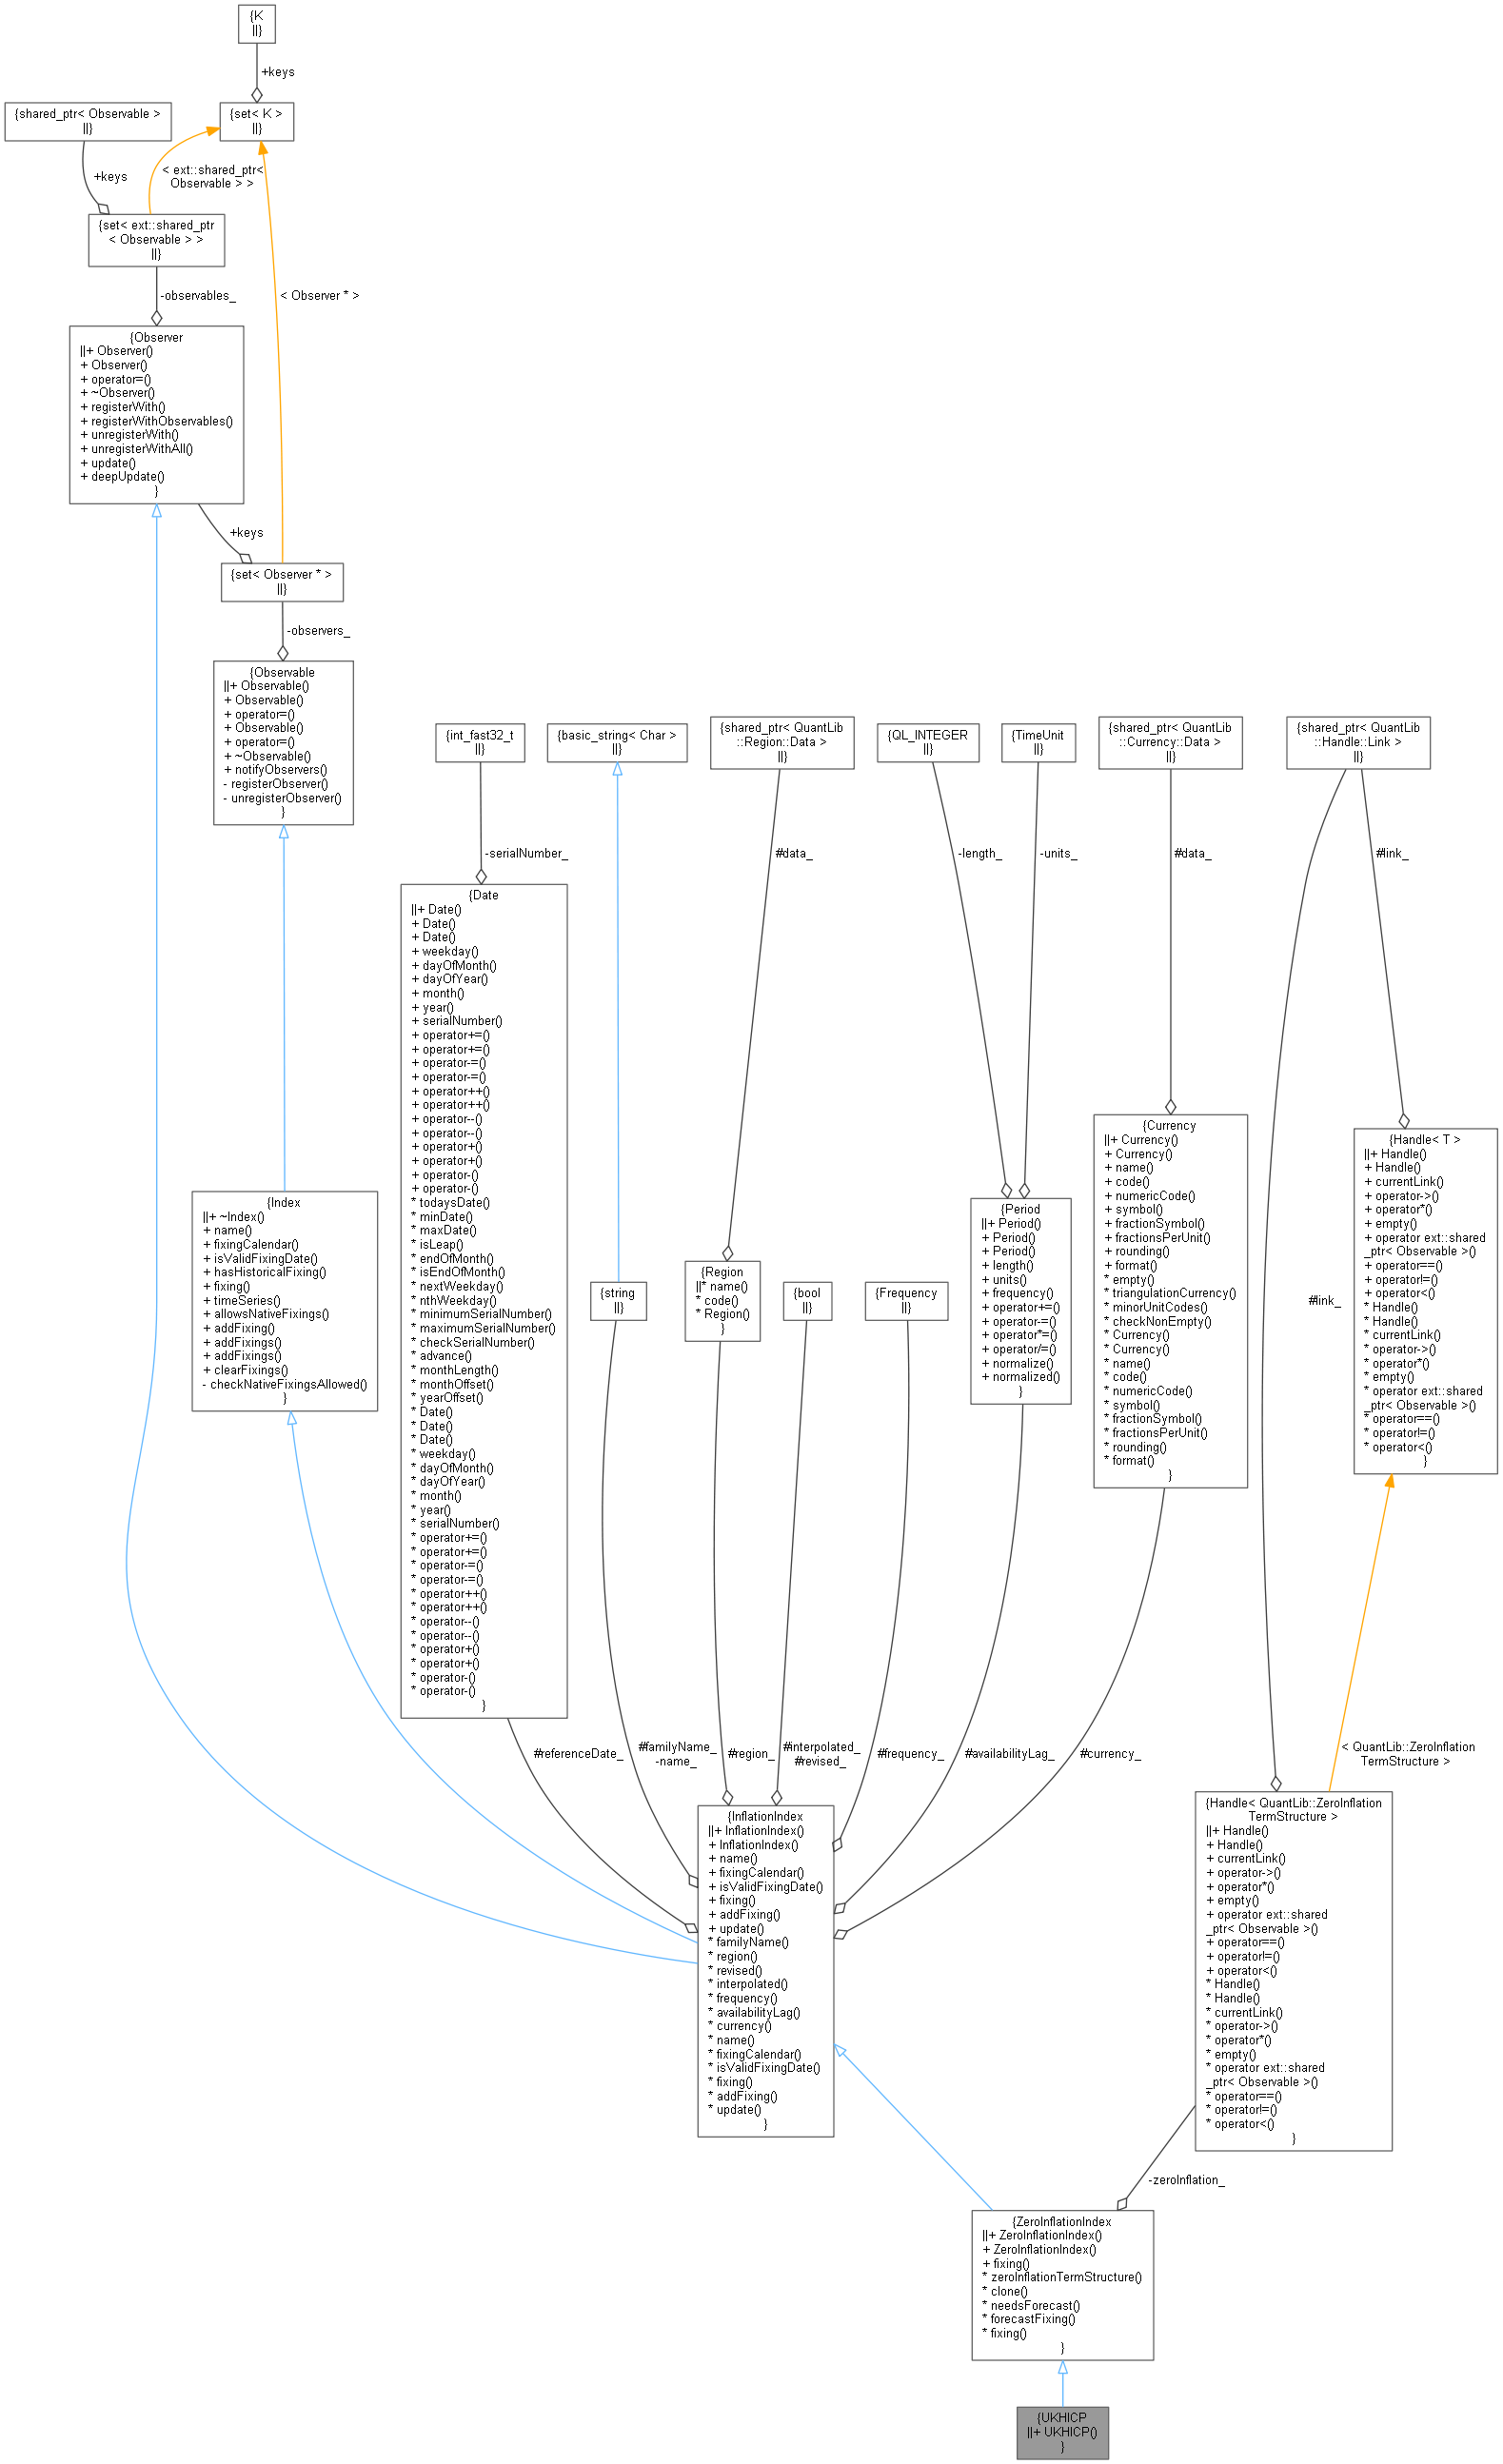 {K
||}
+keys
{shared_ptr< Observable >
||}
{set< K >
||}
< ext::shared_ptr<
Observable > >
+keys
{set< ext::shared_ptr
< Observable > >
||}
-observables_
< Observer * >
{Observer
||+ Observer()
+ Observer()
+ operator=()
+ ~Observer()
+ registerWith()
+ registerWithObservables()
+ unregisterWith()
+ unregisterWithAll()
+ update()
+ deepUpdate()
}
+keys
{set< Observer * >
||}
-observers_
{Observable
||+ Observable()
+ Observable()
+ operator=()
+ Observable()
+ operator=()
+ ~Observable()
+ notifyObservers()
- registerObserver()
- unregisterObserver()
}
{int_fast32_t
||}
{basic_string< Char >
||}
{shared_ptr< QuantLib
::Region::Data >
||}
{QL_INTEGER
||}
{TimeUnit
||}
{shared_ptr< QuantLib
::Currency::Data >
||}
{shared_ptr< QuantLib
::Handle::Link >
||}
-serialNumber_
#data_
-length_
-units_
#data_
#link_
{Date
||+ Date()
+ Date()
+ Date()
+ weekday()
+ dayOfMonth()
+ dayOfYear()
+ month()
+ year()
+ serialNumber()
+ operator+=()
+ operator+=()
+ operator-=()
+ operator-=()
+ operator++()
+ operator++()
+ operator--()
+ operator--()
+ operator+()
+ operator+()
+ operator-()
+ operator-()
* todaysDate()
* minDate()
* maxDate()
* isLeap()
* endOfMonth()
* isEndOfMonth()
* nextWeekday()
* nthWeekday()
* minimumSerialNumber()
* maximumSerialNumber()
* checkSerialNumber()
* advance()
* monthLength()
* monthOffset()
* yearOffset()
* Date()
* Date()
* Date()
* weekday()
* dayOfMonth()
* dayOfYear()
* month()
* year()
* serialNumber()
* operator+=()
* operator+=()
* operator-=()
* operator-=()
* operator++()
* operator++()
* operator--()
* operator--()
* operator+()
* operator+()
* operator-()
* operator-()
}
{Index
||+ ~Index()
+ name()
+ fixingCalendar()
+ isValidFixingDate()
+ hasHistoricalFixing()
+ fixing()
+ timeSeries()
+ allowsNativeFixings()
+ addFixing()
+ addFixings()
+ addFixings()
+ clearFixings()
- checkNativeFixingsAllowed()
}
{string
||}
{Region
||* name()
* code()
* Region()
}
{bool
||}
{Frequency
||}
{Period
||+ Period()
+ Period()
+ Period()
+ length()
+ units()
+ frequency()
+ operator+=()
+ operator-=()
+ operator*=()
+ operator/=()
+ normalize()
+ normalized()
}
{Currency
||+ Currency()
+ Currency()
+ name()
+ code()
+ numericCode()
+ symbol()
+ fractionSymbol()
+ fractionsPerUnit()
+ rounding()
+ format()
* empty()
* triangulationCurrency()
* minorUnitCodes()
* checkNonEmpty()
* Currency()
* Currency()
* name()
* code()
* numericCode()
* symbol()
* fractionSymbol()
* fractionsPerUnit()
* rounding()
* format()
}
#link_
{Handle< T >
||+ Handle()
+ Handle()
+ currentLink()
+ operator->()
+ operator*()
+ empty()
+ operator ext::shared
_ptr< Observable >()
+ operator==()
+ operator!=()
+ operator<()
* Handle()
* Handle()
* currentLink()
* operator->()
* operator*()
* empty()
* operator ext::shared
_ptr< Observable >()
* operator==()
* operator!=()
* operator<()
}
#referenceDate_
#familyName_
-name_
#region_
#interpolated_
#revised_
#frequency_
#availabilityLag_
#currency_
< QuantLib::ZeroInflation
TermStructure >
{InflationIndex
||+ InflationIndex()
+ InflationIndex()
+ name()
+ fixingCalendar()
+ isValidFixingDate()
+ fixing()
+ addFixing()
+ update()
* familyName()
* region()
* revised()
* interpolated()
* frequency()
* availabilityLag()
* currency()
* name()
* fixingCalendar()
* isValidFixingDate()
* fixing()
* addFixing()
* update()
}
{Handle< QuantLib::ZeroInflation
TermStructure >
||+ Handle()
+ Handle()
+ currentLink()
+ operator->()
+ operator*()
+ empty()
+ operator ext::shared
_ptr< Observable >()
+ operator==()
+ operator!=()
+ operator<()
* Handle()
* Handle()
* currentLink()
* operator->()
* operator*()
* empty()
* operator ext::shared
_ptr< Observable >()
* operator==()
* operator!=()
* operator<()
}
-zeroInflation_
{ZeroInflationIndex
||+ ZeroInflationIndex()
+ ZeroInflationIndex()
+ fixing()
* zeroInflationTermStructure()
* clone()
* needsForecast()
* forecastFixing()
* fixing()
}
{UKHICP
||+ UKHICP()
}